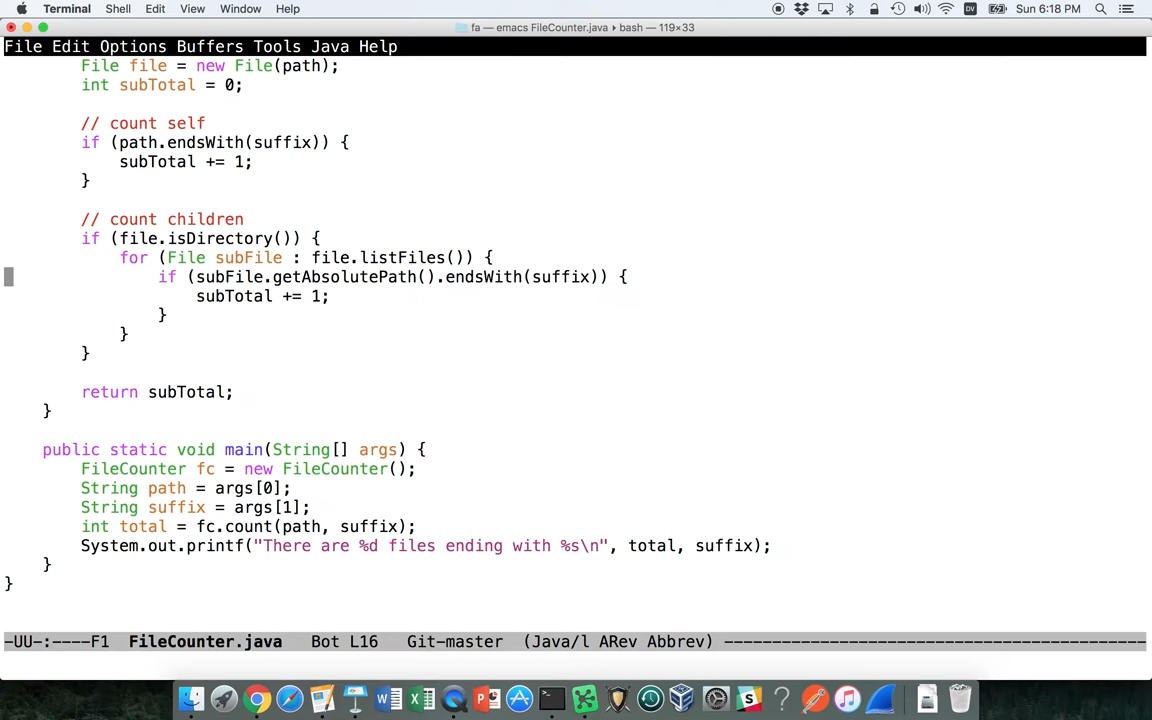 Terminal Shell Edit View Window Help Sun 6:18 PM
fa — emacs FileCounter.java ▸ bash — 119×33
File Edit Options Buffers Tools Java Help
        File file = new File(path);
        int subTotal = 0;
        // count self
        if (path.endsWith(suffix)) {
            subTotal += 1;
        }
        // count children
        if (file.isDirectory()) {
            for (File subFile : file.listFiles()) {
                if (subFile.getAbsolutePath().endsWith(suffix)) {
                    subTotal += 1;
                }
            }
        }
        return subTotal;
    }
    public static void main(String[] args) {
        FileCounter fc = new FileCounter();
        String path = args[0];
        String suffix = args[1];
        int total = fc.count(path, suffix);
        System.out.printf("There are %d files ending with %s\n", total, suffix);
    }
}
-UU-:----F1 FileCounter.java Bot L16 Git-master (Java/l ARev Abbrev) ------------------------------------------------------------